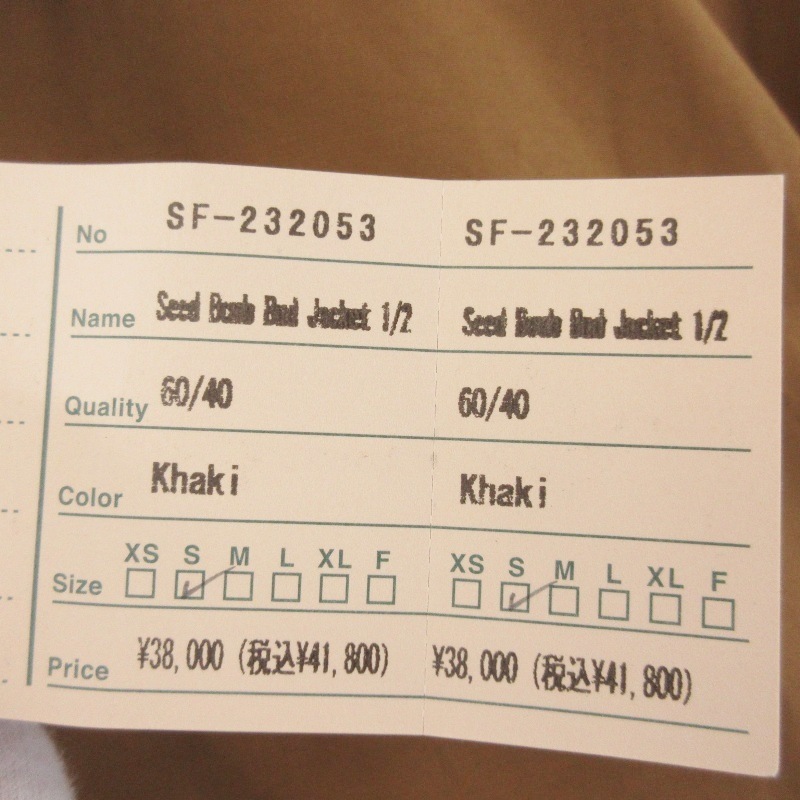 No SF-232053 SF-232053
Name Seed Bomb Bud Jacket 1/2 Seed Bomb Bud Jacket 1/2
Quality 60/40 60/40
Color Khaki Khaki
XS S M L XL F XS S M L XL F
Size
Price ¥38,000 (税込¥41,800) ¥38,000 (税込¥41,800)